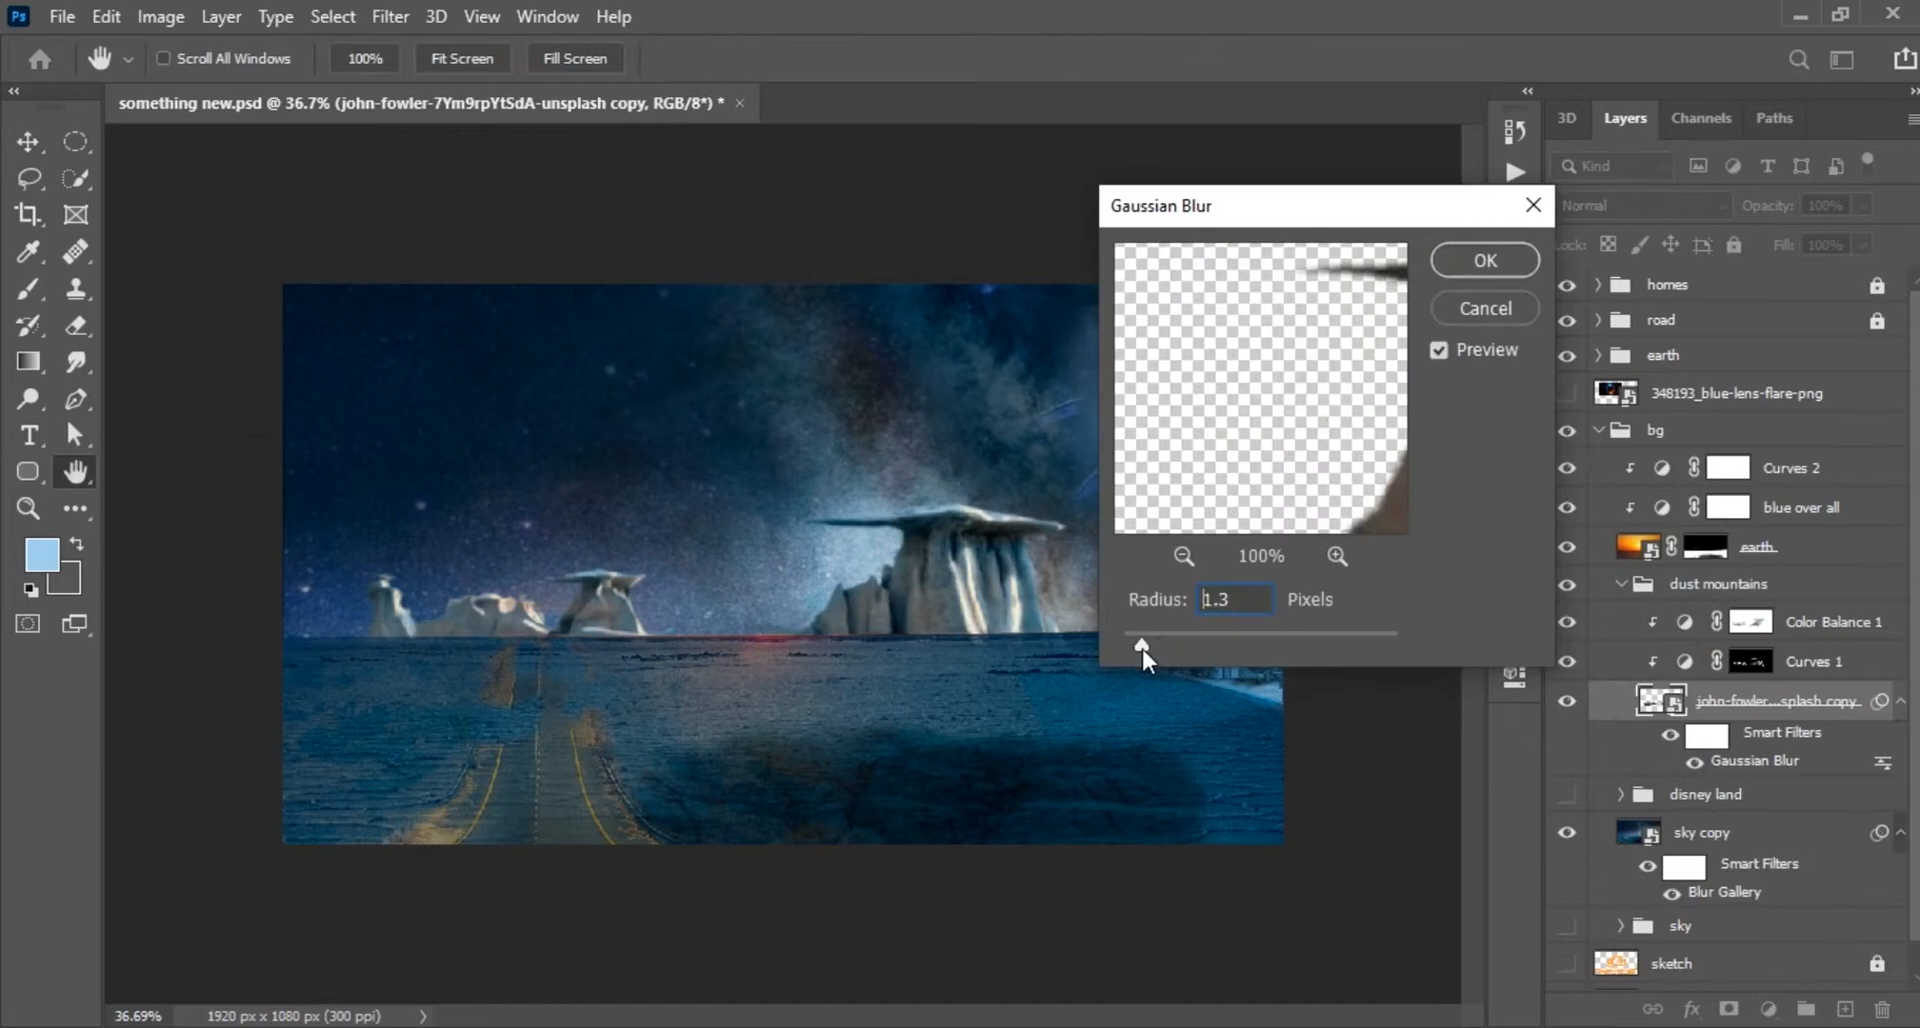 Ps File Edit Image Layer Type Select Filter 3D View Window Help
Scroll All Windows 100% Fit Screen Fill Screen
something new.psd @ 36.7% (john-fowler-7Ym9rpYtSdA-unsplash copy, RGB/8*) *
3D Layers Channels Paths
Kind
Normal Opacity: 100%
Lock: Fill: 100%
Gaussian Blur
OK
Cancel
Preview
100%
Radius: 1.3 Pixels
homes
road
earth
348193_blue-lens-flare-png
bg
Curves 2
blue over all
earth
dust mountains
Color Balance 1
Curves 1
john-fowler...splash copy
Smart Filters
Gaussian Blur
disney land
sky copy
Smart Filters
Blur Gallery
sky
sketch
fx
36.69% 1920 px x 1080 px (300 ppi)